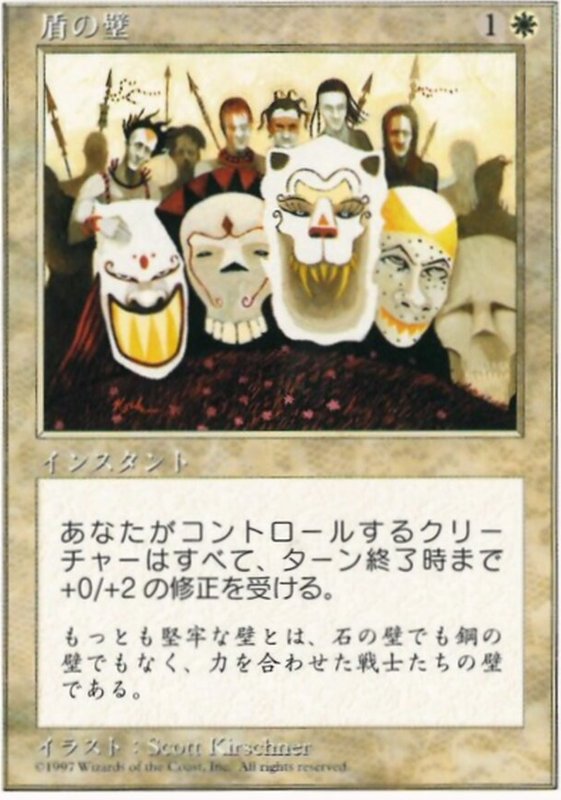 盾の壁 1
インスタント
あなたがコントロールするクリー
チャーはすべて、ターン終了時まで
+0/+2の修正を受ける。
もっとも堅牢な壁とは、石の壁でも鋼の
壁でもなく、力を合わせた戦士たちの壁
である。
イラスト：Scott Kirschner
©1997 Wizards of the Coast, Inc. All rights reserved.